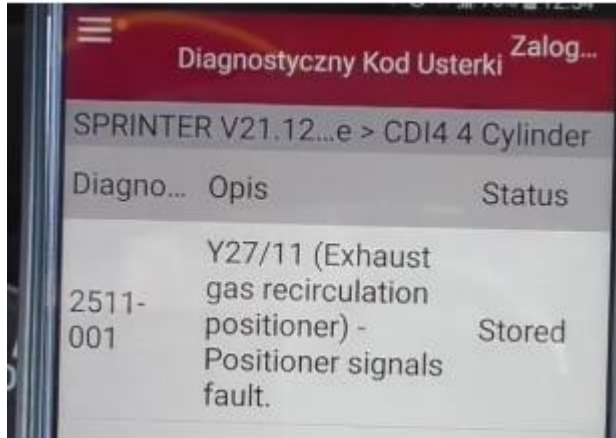 Diagnostyczny Kod Usterki Zalog...
SPRINTER V21.12...e > CDI4 4 Cylinder
Diagno... Opis Status
Y27/11 (Exhaust
gas recirculation
2511- positioner) - Stored
001 Positioner signals
fault.